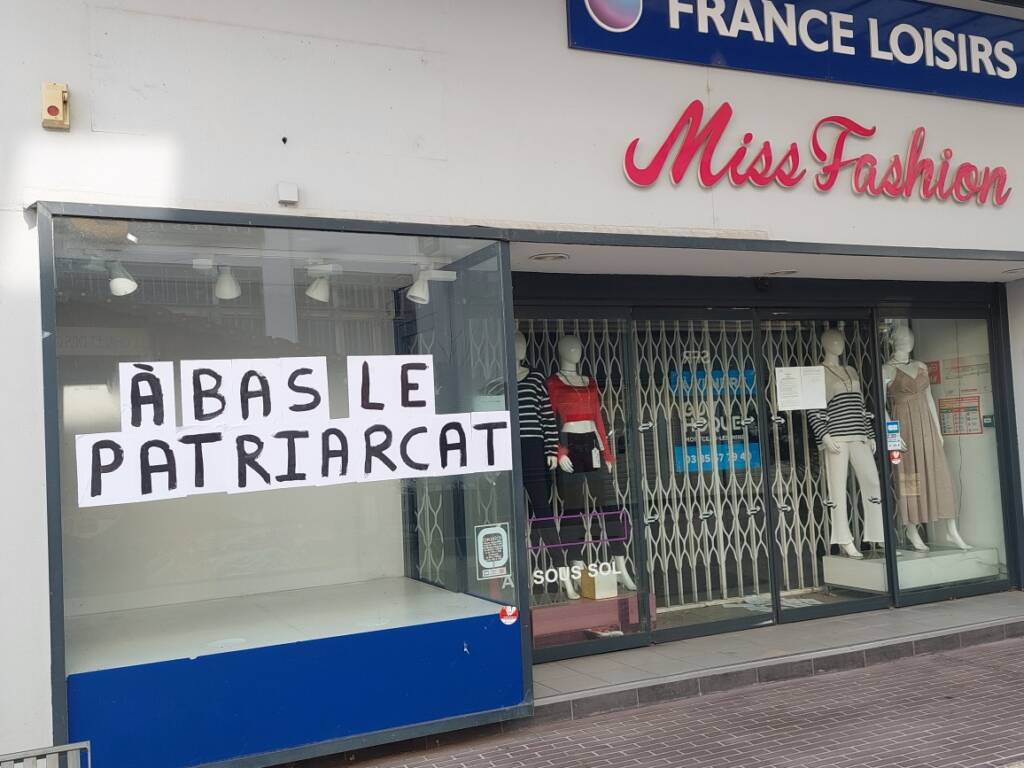 FRANCE LOISIRS
Miss Fashion
À BAS LE
PATRIARCAT
SOUS SOL